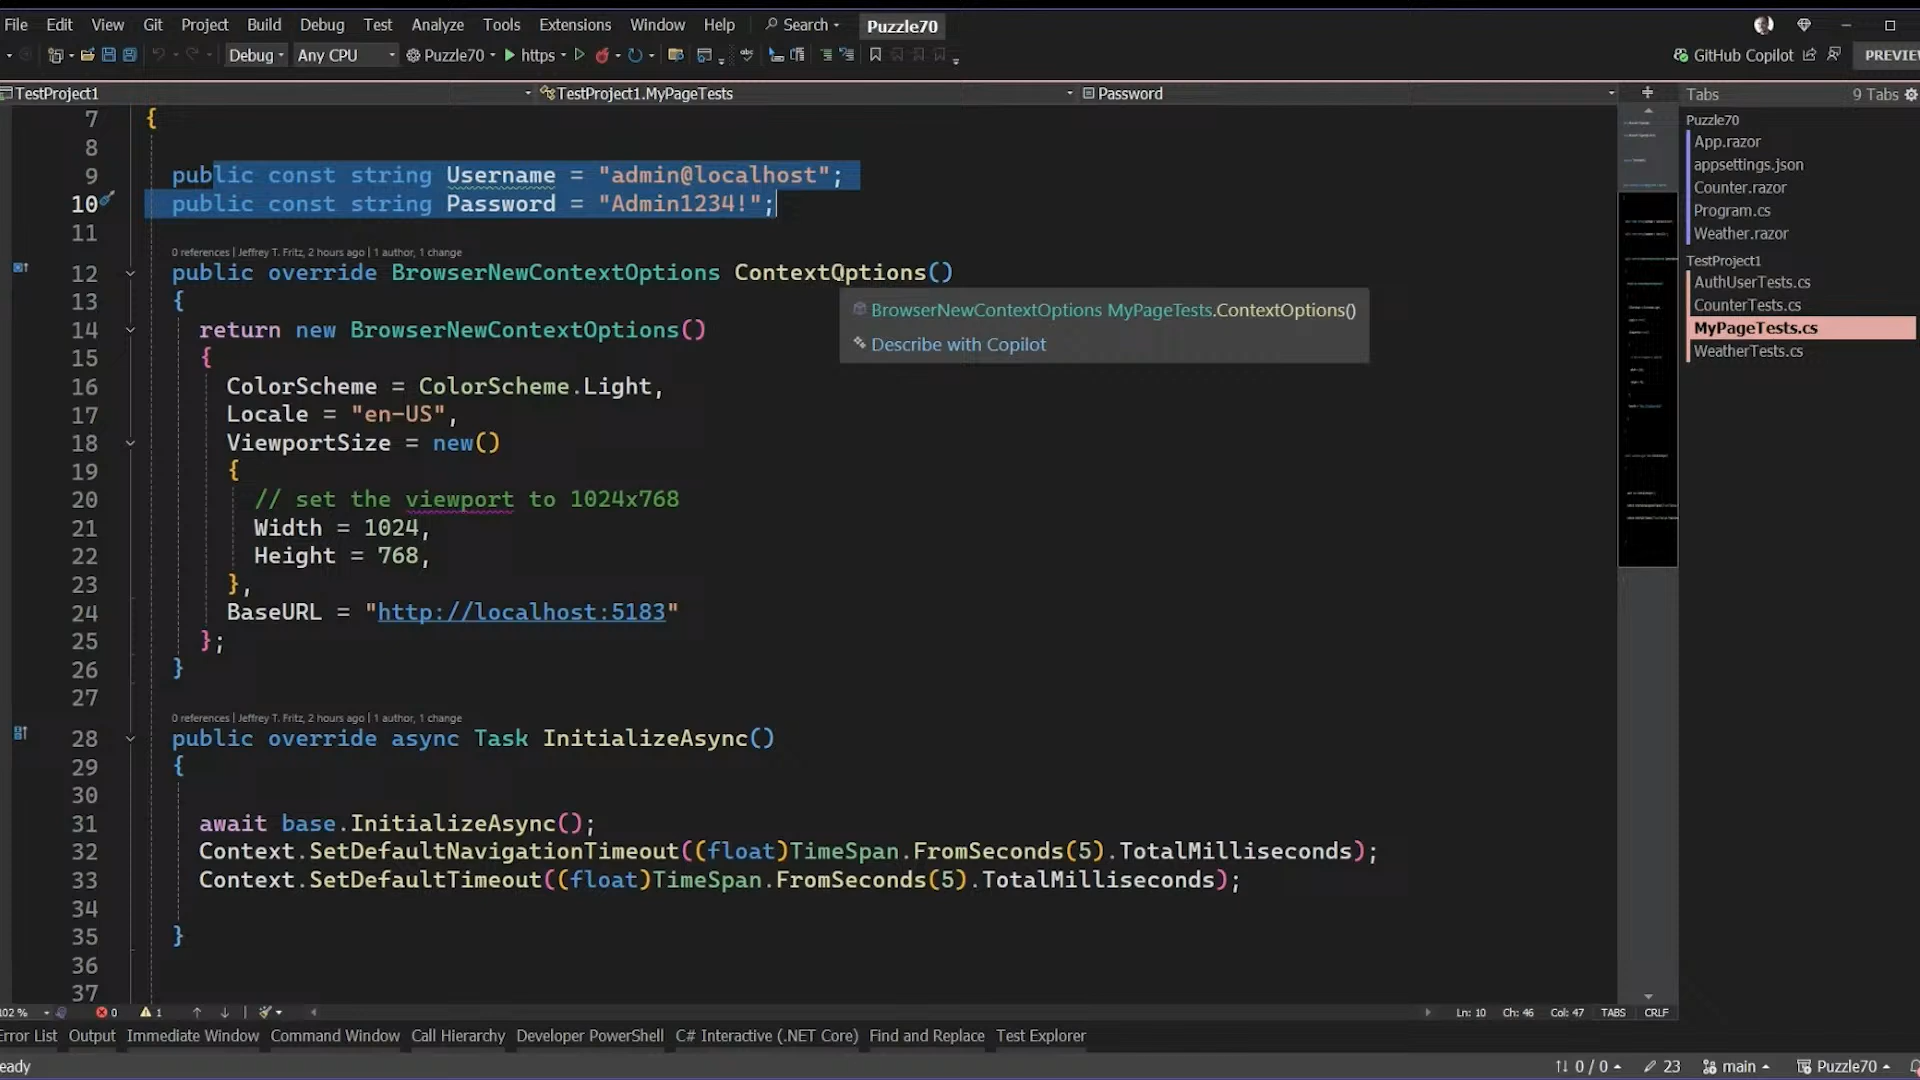 File Edit View Git Project Build Debug Test Analyze Tools Extensions Window Help Search Puzzle70
Debug Any CPU Puzzle70 https GitHub Copilot PREVIEW
TestProject1 TestProject1.MyPageTests Password
7 {
8
9 public const string Username = "admin@localhost";
10 public const string Password = "Admin1234!";
11
0 references | Jeffrey T. Fritz, 2 hours ago | 1 author, 1 change
12 public override BrowserNewContextOptions ContextOptions()
13 {
BrowserNewContextOptions MyPageTests.ContextOptions()
Describe with Copilot
14 return new BrowserNewContextOptions()
15 {
16 ColorScheme = ColorScheme.Light,
17 Locale = "en-US",
18 ViewportSize = new()
19 {
20 // set the viewport to 1024x768
21 Width = 1024,
22 Height = 768,
23 },
24 BaseURL = "http://localhost:5183"
25 };
26 }
27
0 references | Jeffrey T. Fritz, 2 hours ago | 1 author, 1 change
28 public override async Task InitializeAsync()
29 {
30
31 await base.InitializeAsync();
32 Context.SetDefaultNavigationTimeout((float)TimeSpan.FromSeconds(5).TotalMilliseconds);
33 Context.SetDefaultTimeout((float)TimeSpan.FromSeconds(5).TotalMilliseconds);
34
35 }
36
37
Tabs 9 Tabs
Puzzle70
App.razor
appsettings.json
Counter.razor
Program.cs
Weather.razor
TestProject1
AuthUserTests.cs
CounterTests.cs
MyPageTests.cs
WeatherTests.cs
102 % 0 1 Ln: 10 Ch: 46 Col: 47 TABS CRLF
Error List Output Immediate Window Command Window Call Hierarchy Developer PowerShell C# Interactive (.NET Core) Find and Replace Test Explorer
eady 0 / 0 23 main Puzzle70